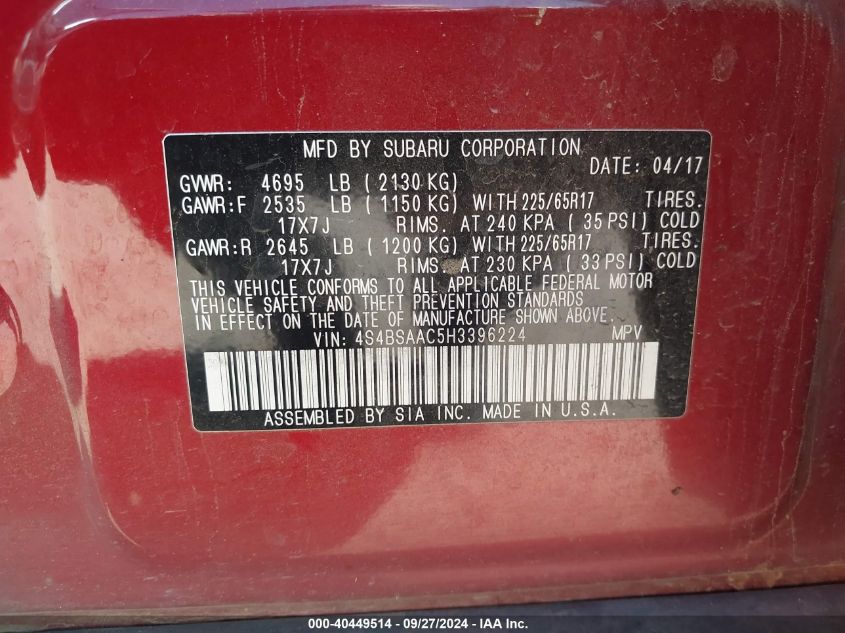 MFD BY SUBARU CORPORATION
DATE: 04/17
GVWR: 4695 LB ( 2130 KG)
GAWR:F 2535 LB ( 1150 KG) WITH 225/65R17 TIRES.
17X7J RIMS. AT 240 KPA ( 35 PSI) COLD
GAWR:R 2645 LB ( 1200 KG) WITH 225/65R17 TIRES.
17X7J RIMS. AT 230 KPA ( 33 PSI) COLD
THIS VEHICLE CONFORMS TO ALL APPLICABLE FEDERAL MOTOR
VEHICLE SAFETY AND THEFT PREVENTION STANDARDS
IN EFFECT ON THE DATE OF MANUFACTURE SHOWN ABOVE.
VIN: 4S4BSAAC5H3396224 MPV
ASSEMBLED BY SIA INC. MADE IN U.S.A.
000-40449514 - 09/27/2024 - IAA Inc.